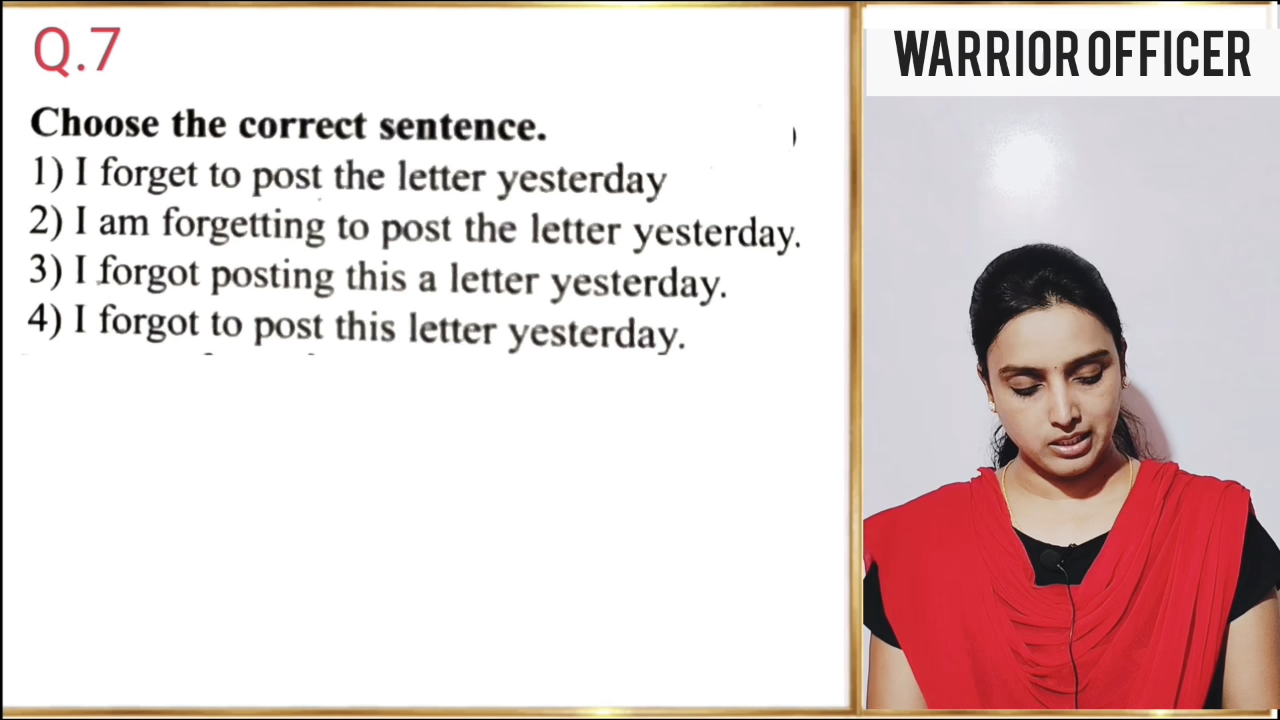 Q.7
WARRIOR OFFICER
Choose the correct sentence.
1) I forget to post the letter yesterday
2) I am forgetting to post the letter yesterday.
3) I forgot posting this a letter yesterday.
4) I forgot to post this letter yesterday.